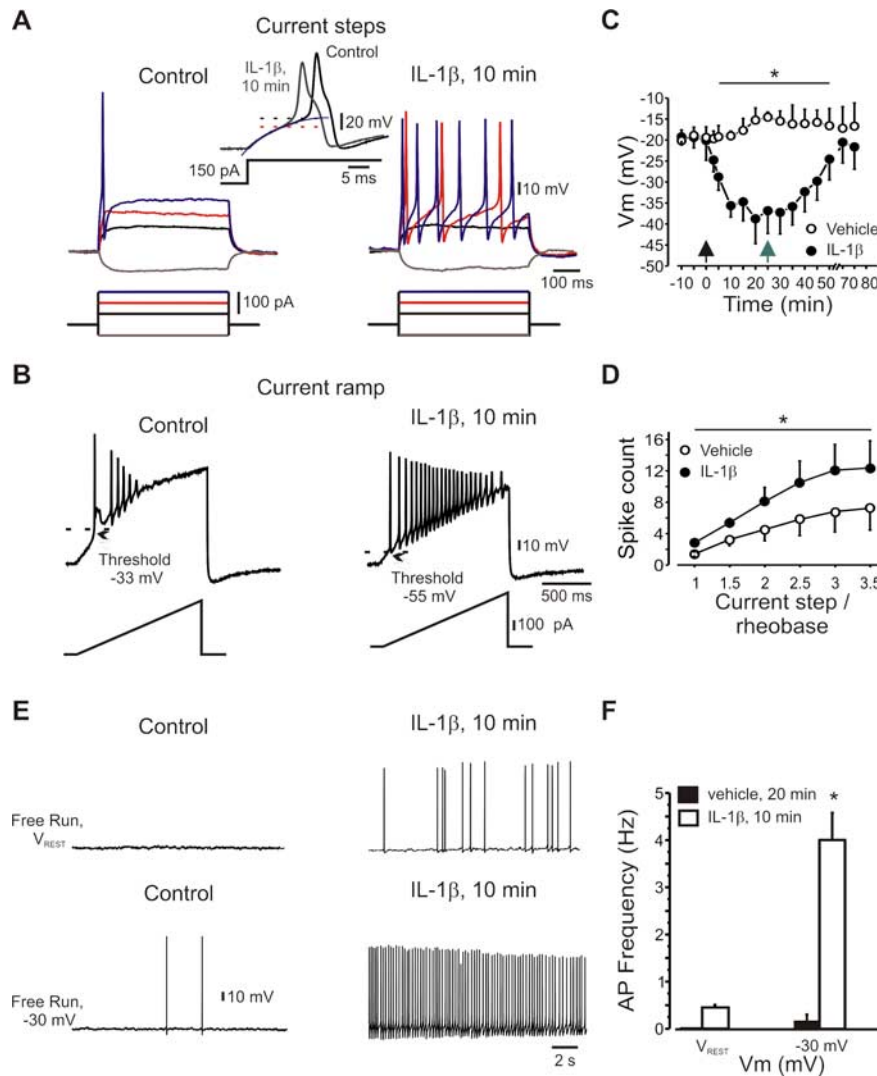 A
Current steps
Control
Control
IL-1β,
10 min
20 mV
150 pA
5 ms
IL-1β, 10 min
10 mV
100 ms
100 pA
C
*
-10
-15
-20
-25
-30
-35
-40
-45
-50
Vm (mV)
Vehicle
IL-1β
-10 0 10 20 30 40 50 70 80
Time (min)
B
Current ramp
Control
IL-1β, 10 min
Threshold
-33 mV
Threshold
-55 mV
10 mV
500 ms
100 pA
D
*
16
12
8
4
0
Spike count
Vehicle
IL-1β
1 1.5 2 2.5 3 3.5
Current step /
rheobase
E
Control
IL-1β, 10 min
Free Run,
VREST
Control
IL-1β, 10 min
Free Run,
-30 mV
10 mV
2 s
F
vehicle, 20 min
IL-1β, 10 min
*
5
4
3
2
1
0
AP Frequency (Hz)
VREST -30 mV
Vm (mV)